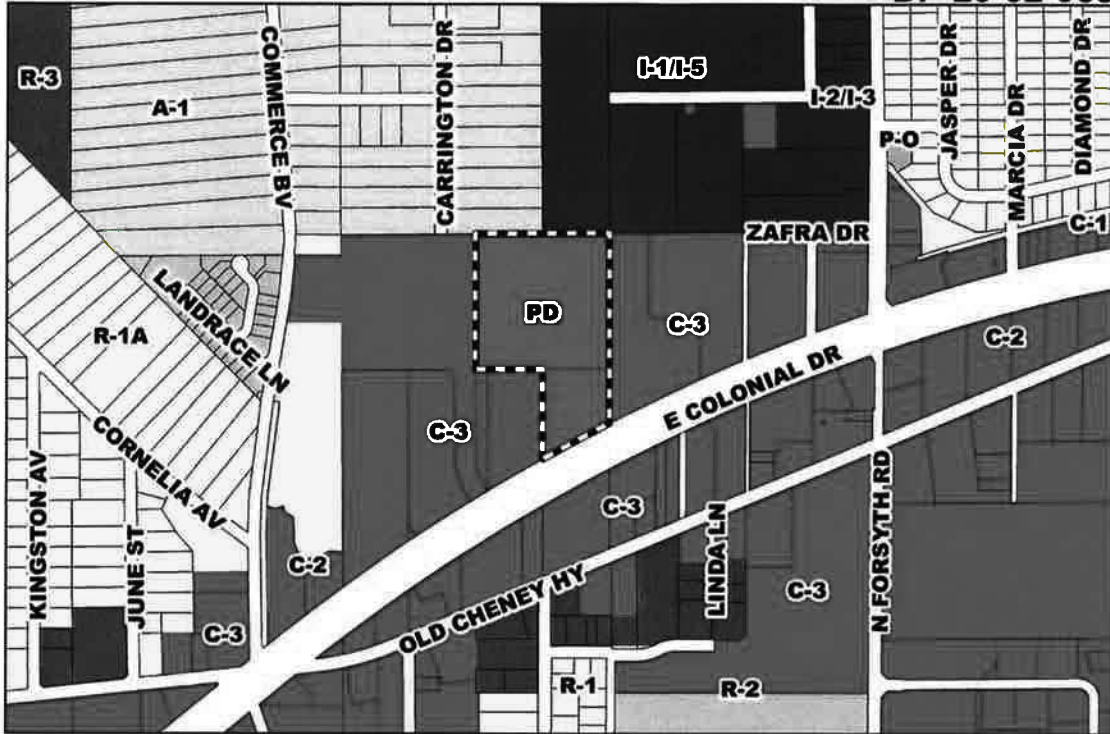 R-3
A-1
COMMERCE BV
CARRINGTON DR
I-1/I-5
I-2/I-3
P-O
JASPER DR
MARCIA DR
DIAMOND DR
C-1
ZAFRA DR
LANDRACE LN
R-1A
PD
C-3
C-2
E COLONIAL DR
C-3
CORNELIA AV
KINGSTON AV
JUNE ST
C-2
C-3
C-3
OLD CHENEY HY
LINDA LN
C-3
N FORSYTH RD
R-1
R-2